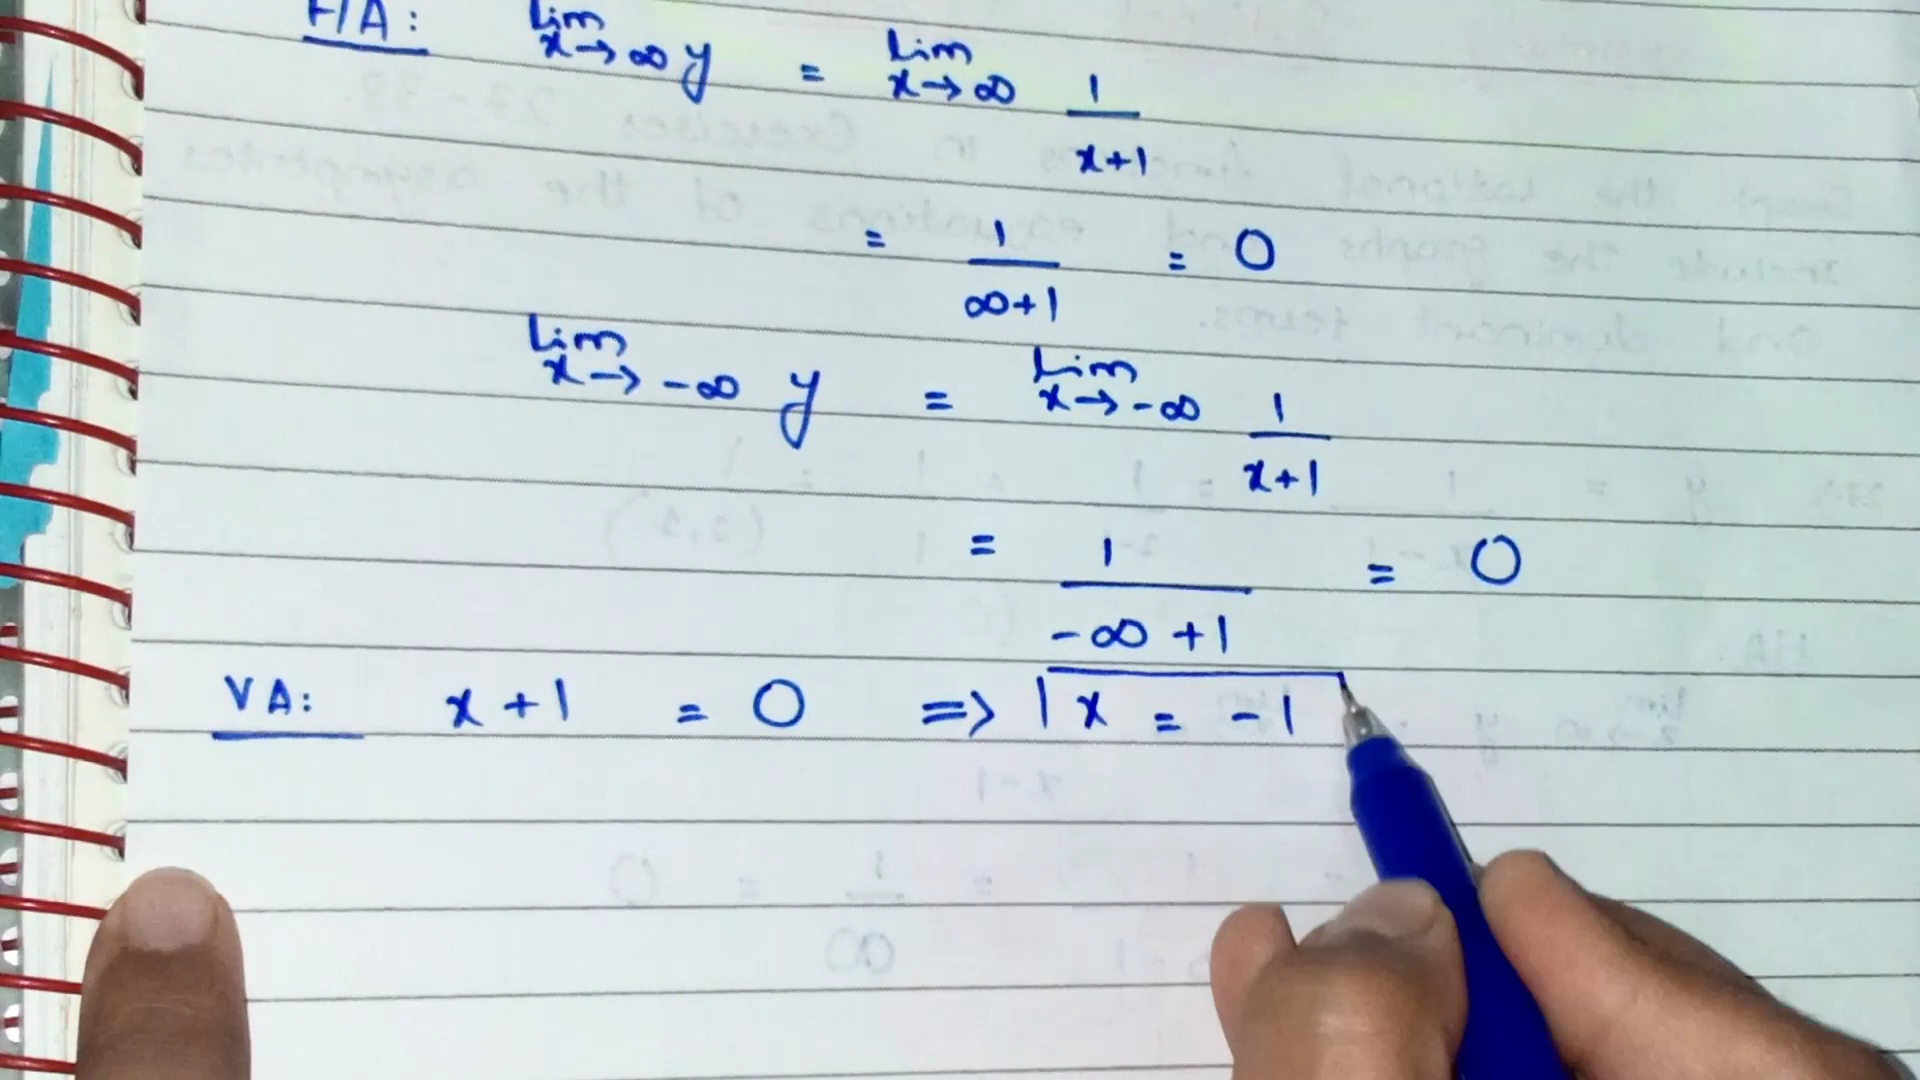 H/A: lim x→∞ y = lim x→∞ 1/(x+1)
= 1/(∞+1) = 0
lim x→-∞ y = lim x→-∞ 1/(x+1)
= 1/(-∞+1) = 0
VA: x+1 = 0 => x = -1